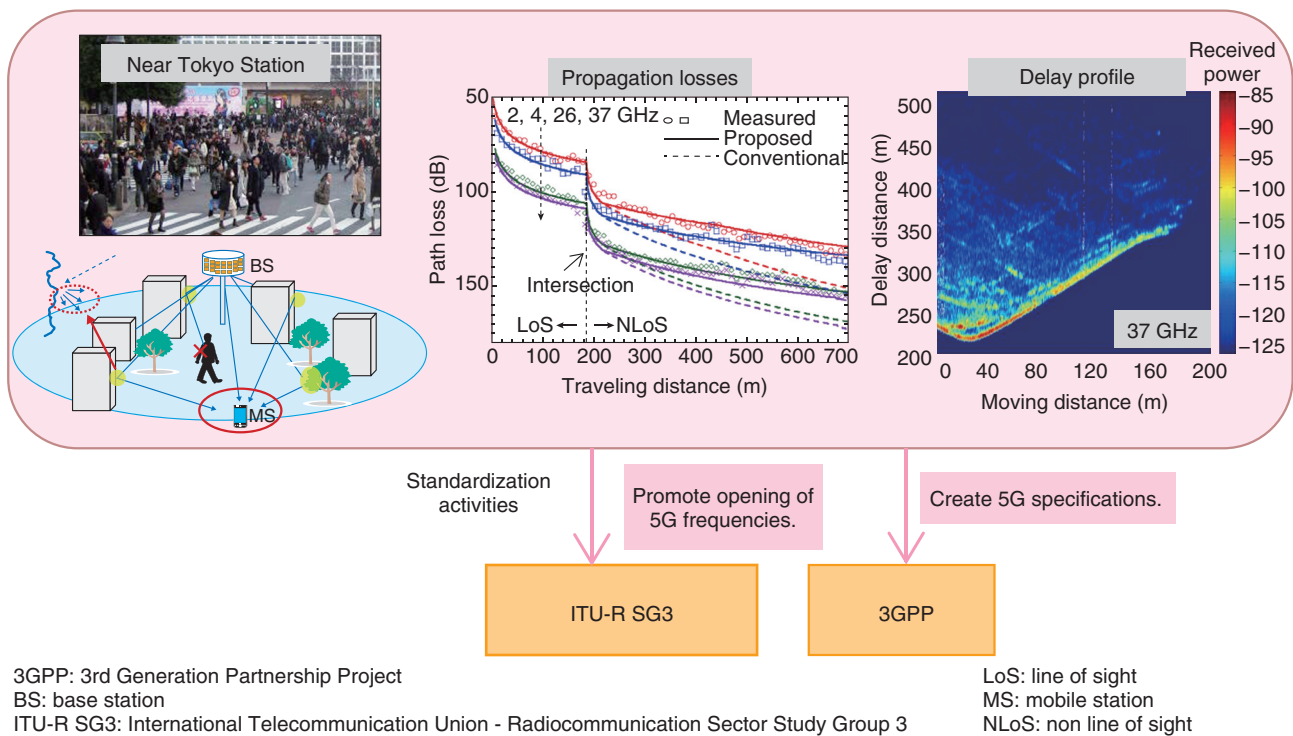 Near Tokyo Station
BS
MS
Propagation losses
50
100
150
Path loss (dB)
2, 4, 26, 37 GHz
Measured
Proposed
Conventional
Intersection
LoS
NLoS
0 100 200 300 400 500 600 700
Traveling distance (m)
Delay profile
Received
power
500
450
400
350
300
250
200
Delay distance (m)
37 GHz
0 40 80 120 160 200
Moving distance (m)
–85
–90
–95
–100
–105
–110
–115
–120
–125
Standardization
activities
Promote opening of
5G frequencies.
Create 5G specifications.
ITU-R SG3
3GPP
3GPP: 3rd Generation Partnership Project
BS: base station
ITU-R SG3: International Telecommunication Union - Radiocommunication Sector Study Group 3
LoS: line of sight
MS: mobile station
NLoS: non line of sight